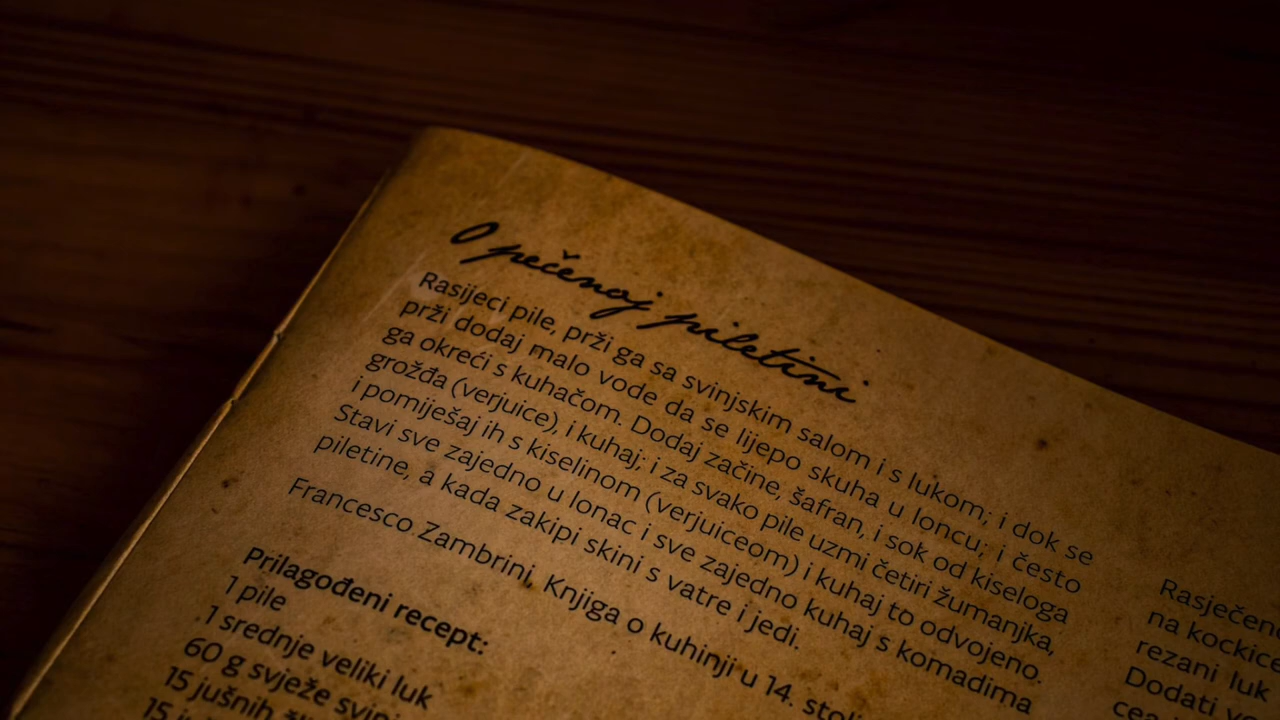 O pečenoj piletini
Rasijeci pile, prži ga sa svinjskim salom i s lukom; i dok se
prži dodaj malo vode da se lijepo skuha u loncu; i često
ga okreći s kuhačom. Dodaj začine, šafran, i sok od kiseloga
grožđa (verjuice), i kuhaj; i za svako pile uzmi četiri žumanjka,
i pomiješaj ih s kiselinom (verjuiceom) i kuhaj to odvojeno.
Stavi sve zajedno u lonac i sve zajedno kuhaj s komadima
piletine, a kada zakipi skini s vatre i jedi.
Francesco Zambrini, Knjiga o kuhinji u 14.
Prilagođeni recept:
1 pile
1 srednje veliki luk
60 g svježe
15 jušnih
15
na
rezani luk
Dodati